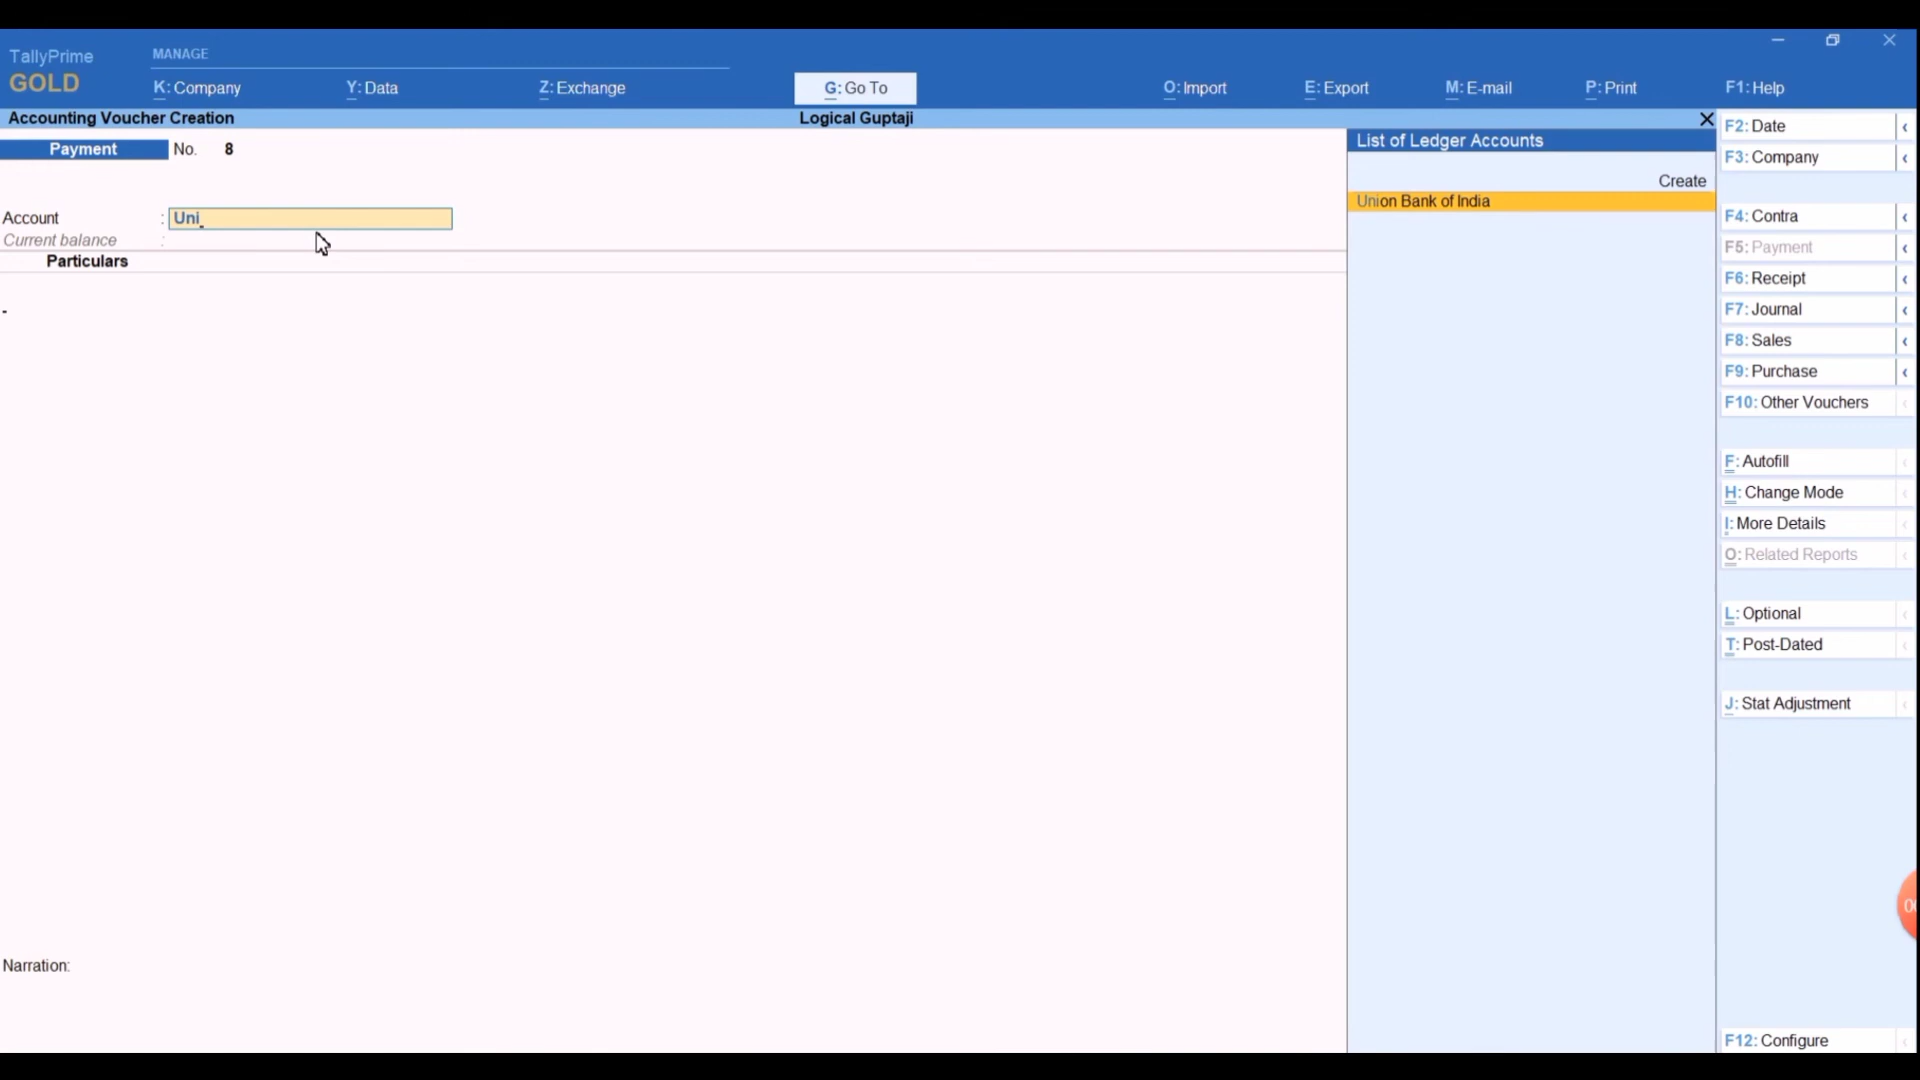 TallyPrime
GOLD
MANAGE
K: Company
Y: Data
Z: Exchange
G: Go To
O: Import
E: Export
M: E-mail
P: Print
F1: Help
Accounting Voucher Creation
Logical Guptaji
Payment No. 8
Account : Uni
Current balance :
Particulars
Narration:
List of Ledger Accounts
Create
Union Bank of India
F2: Date
F3: Company
F4: Contra
F5: Payment
F6: Receipt
F7: Journal
F8: Sales
F9: Purchase
F10: Other Vouchers
F: Autofill
H: Change Mode
I: More Details
O: Related Reports
L: Optional
T: Post-Dated
J: Stat Adjustment
F12: Configure